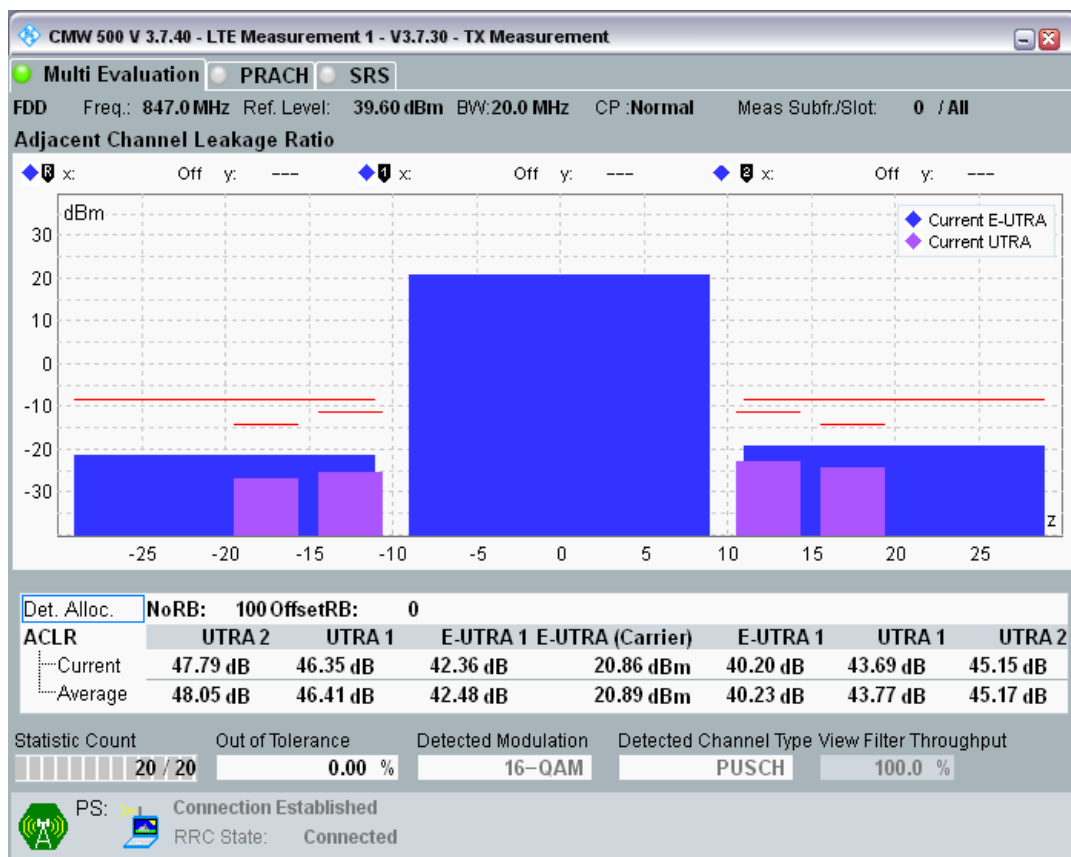 CMW 500 V 3.7.40 - LTE Measurement 1 - V3.7.30 - TX Measurement
Multi Evaluation PRACH SRS
FDD Freq.: 847.0 MHz Ref. Level: 39.60 dBm BW:20.0 MHz CP :Normal Meas Subfr./Slot: 0 / All
Adjacent Channel Leakage Ratio
R x: Off y: --- 1 x: Off y: --- 2 x: Off y: ---
dBm
Current E-UTRA
Current UTRA
30
20
10
0
-10
-20
-30
z
-25 -20 -15 -10 -5 0 5 10 15 20 25
Det. Alloc. NoRB: 100 OffsetRB: 0
ACLR UTRA 2 UTRA 1 E-UTRA 1 E-UTRA (Carrier) E-UTRA 1 UTRA 1 UTRA 2
Current 47.79 dB 46.35 dB 42.36 dB 20.86 dBm 40.20 dB 43.69 dB 45.15 dB
Average 48.05 dB 46.41 dB 42.48 dB 20.89 dBm 40.23 dB 43.77 dB 45.17 dB
Statistic Count Out of Tolerance Detected Modulation Detected Channel Type View Filter Throughput
20 / 20 0.00 % 16-QAM PUSCH 100.0 %
PS: Connection Established
RRC State: Connected